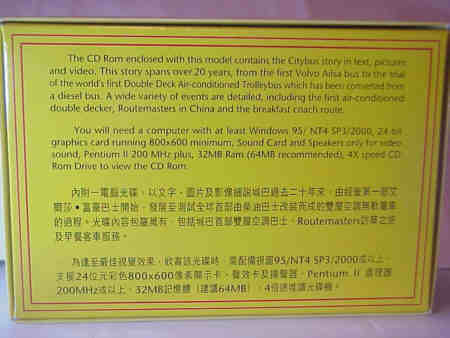 The CD Rom enclosed with this model contains the Citybus story in text, pictures
and video. This story spans over 20 years, from the first Volvo Ailsa bus to the trial
of the world's first Double Deck Air-conditioned Trolleybus which has been converted from
a diesel bus. A wide variety of events are detailed, including the first air-conditioned
double decker, Routemasters in China and the breakfast coach route.
You will need a computer with at least Windows 95/ NT4 SP3/2000, 24 bit
graphics card running 800x600 minimum, Sound Card and Speakers only for video
sound, Pentium II 200 MHz plus, 32MB Ram (64MB recommended), 4X speed CD
Rom Drive to view the CD Rom.
內附一電腦光碟，以文字、圖片及影像細說城巴過去二十年來，由經營第一部艾
爾莎•富豪巴士開始，發展至測試全球首部由柴油巴士改裝而成的雙層空調無軌電車
的過程。光碟內容包羅萬有，包括城巴首部雙層空調巴士、Routemasters訪華之旅
及早餐客車服務。
為達至最佳視覺效果，欣賞該光碟時，需配備視窗95/NT4 SP3/2000或以上，
支援24位元彩色800x600像素顯示卡、聲效卡及揚聲器、Pentium II 處理器
200MHz或以上、32MB記憶體（建議64MB）、4倍速唯讀光碟機。